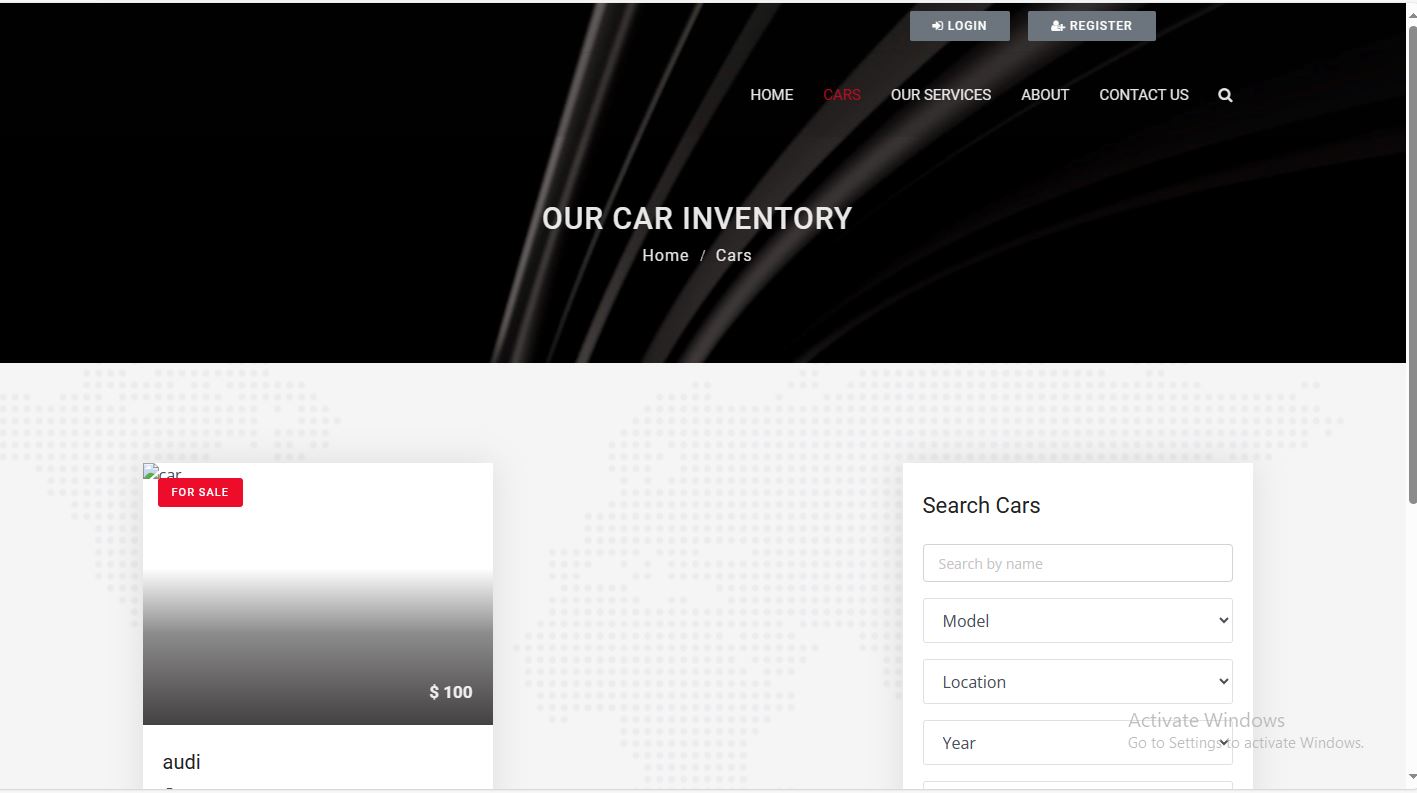 LOGIN
REGISTER
HOME
CARS
OUR SERVICES
ABOUT
CONTACT US
OUR CAR INVENTORY
Home / Cars
car
FOR SALE
$ 100
audi
Search Cars
Search by name
Model
Location
Year
Activate Windows
Go to Settings to activate Windows.